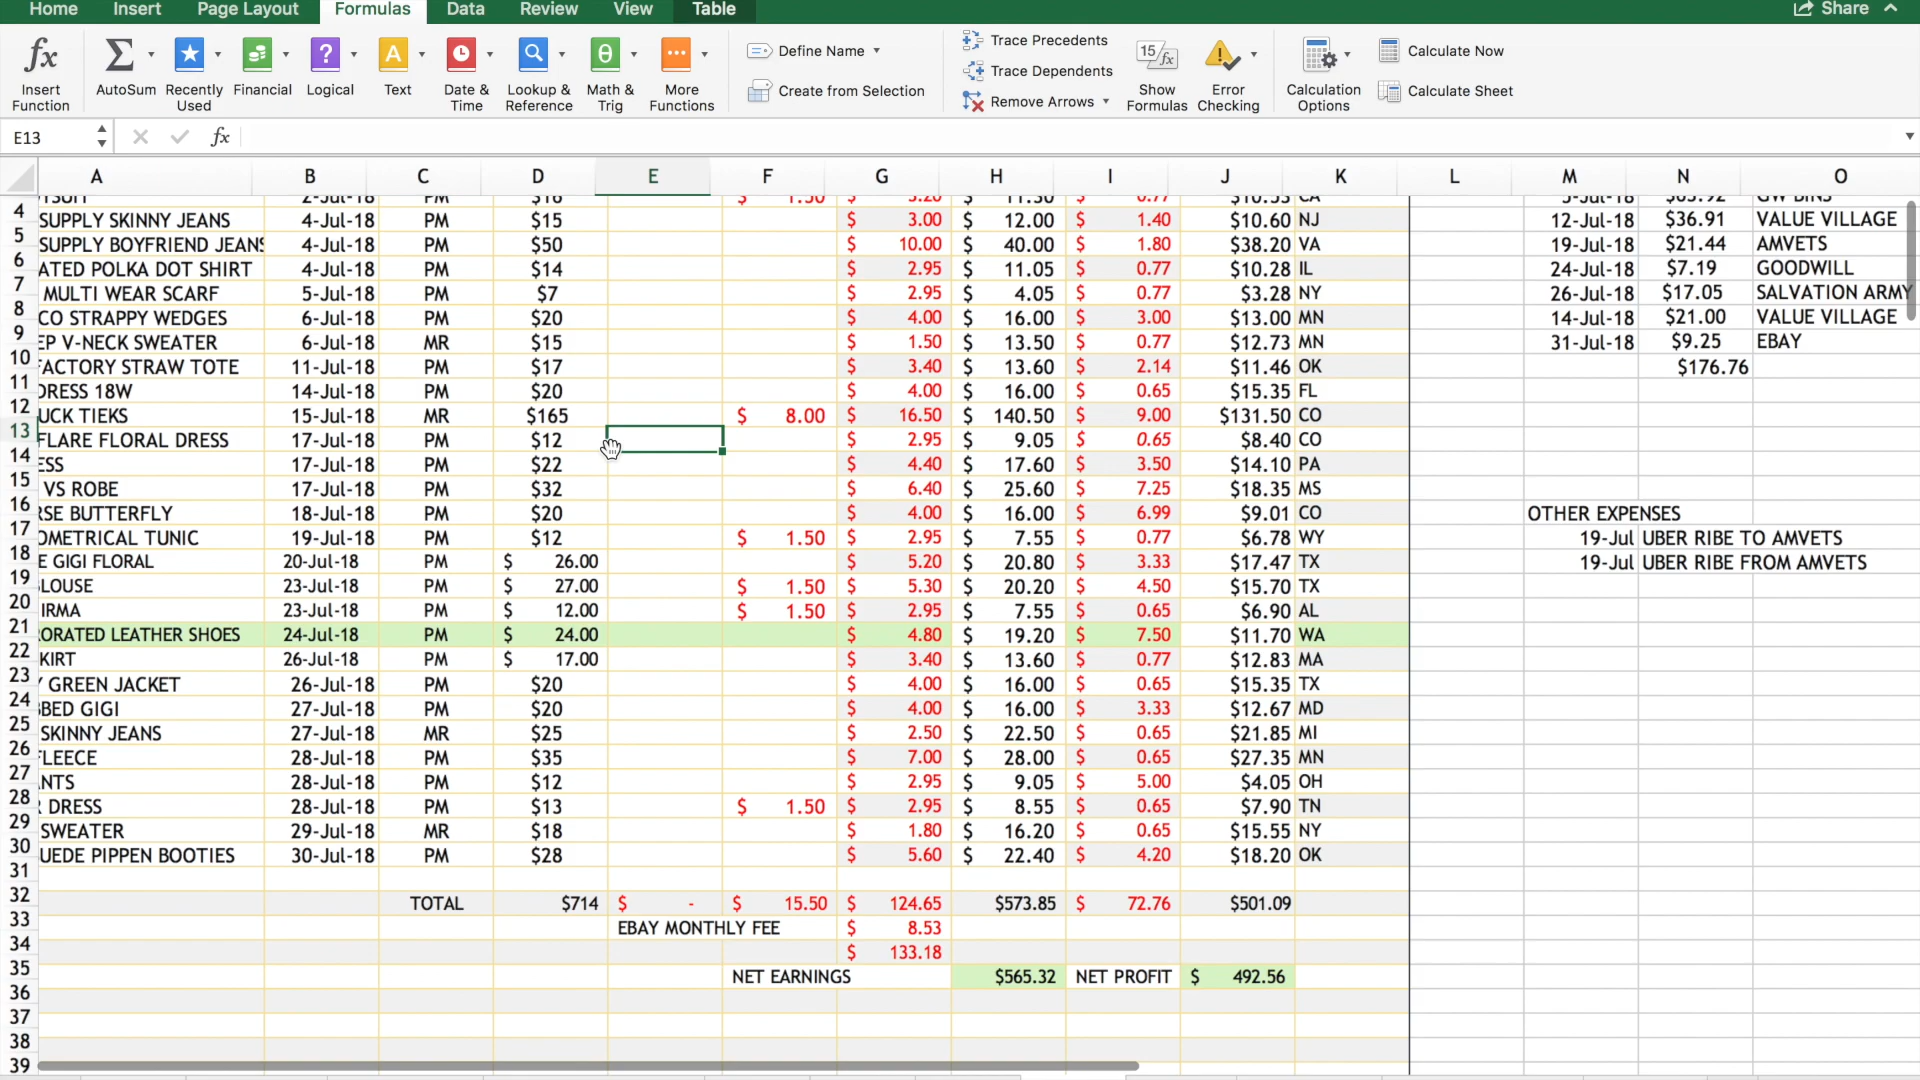 Home Insert Page Layout Formulas Data Review View Table Share
Insert Function AutoSum Recently Used Financial Logical Text Date & Time Lookup & Reference Math & Trig More Functions Define Name Create from Selection Trace Precedents Trace Dependents Remove Arrows Show Formulas Error Checking Calculation Options Calculate Now Calculate Sheet
E13 fx
A B C D E F G H I J K L M N O
4
5 SUPPLY SKINNY JEANS 4-Jul-18 PM $15 $ 3.00 $ 12.00 $ 1.40 $10.60 NJ 12-Jul-18 $36.91 VALUE VILLAGE
6 SUPPLY BOYFRIEND JEANS 4-Jul-18 PM $50 $ 10.00 $ 40.00 $ 1.80 $38.20 VA 19-Jul-18 $21.44 AMVETS
7 ATED POLKA DOT SHIRT 4-Jul-18 PM $14 $ 2.95 $ 11.05 $ 0.77 $10.28 IL 24-Jul-18 $7.19 GOODWILL
8 MULTI WEAR SCARF 5-Jul-18 PM $7 $ 2.95 $ 4.05 $ 0.77 $3.28 NY 26-Jul-18 $17.05 SALVATION ARMY
9 CO STRAPPY WEDGES 6-Jul-18 PM $20 $ 4.00 $ 16.00 $ 3.00 $13.00 MN 14-Jul-18 $21.00 VALUE VILLAGE
10 EP V-NECK SWEATER 6-Jul-18 MR $15 $ 1.50 $ 13.50 $ 0.77 $12.73 MN 31-Jul-18 $9.25 EBAY
11 FACTORY STRAW TOTE 11-Jul-18 PM $17 $ 3.40 $ 13.60 $ 2.14 $11.46 OK $176.76
12 DRESS 18W 14-Jul-18 PM $20 $ 4.00 $ 16.00 $ 0.65 $15.35 FL
13 UCK TIEKS 15-Jul-18 MR $165 $ 8.00 $ 16.50 $ 140.50 $ 9.00 $131.50 CO
14 FLARE FLORAL DRESS 17-Jul-18 PM $12 $ 2.95 $ 9.05 $ 0.65 $8.40 CO
15 ESS 17-Jul-18 PM $22 $ 4.40 $ 17.60 $ 3.50 $14.10 PA
16 VS ROBE 17-Jul-18 PM $32 $ 6.40 $ 25.60 $ 7.25 $18.35 MS
17 RSE BUTTERFLY 18-Jul-18 PM $20 $ 4.00 $ 16.00 $ 6.99 $9.01 CO OTHER EXPENSES
18 OMETRICAL TUNIC 19-Jul-18 PM $12 $ 1.50 $ 2.95 $ 7.55 $ 0.77 $6.78 WY 19-Jul UBER RIBE TO AMVETS
19 E GIGI FLORAL 20-Jul-18 PM $ 26.00 $ 5.20 $ 20.80 $ 3.33 $17.47 TX 19-Jul UBER RIBE FROM AMVETS
20 LOUSE 23-Jul-18 PM $ 27.00 $ 1.50 $ 5.30 $ 20.20 $ 4.50 $15.70 TX
21 IRMA 23-Jul-18 PM $ 12.00 $ 1.50 $ 2.95 $ 7.55 $ 0.65 $6.90 AL
22 ORATED LEATHER SHOES 24-Jul-18 PM $ 24.00 $ 4.80 $ 19.20 $ 7.50 $11.70 WA
23 KIRT 26-Jul-18 PM $ 17.00 $ 3.40 $ 13.60 $ 0.77 $12.83 MA
24 Y GREEN JACKET 26-Jul-18 PM $20 $ 4.00 $ 16.00 $ 0.65 $15.35 TX
25 BBED GIGI 27-Jul-18 PM $20 $ 4.00 $ 16.00 $ 3.33 $12.67 MD
26 SKINNY JEANS 27-Jul-18 MR $25 $ 2.50 $ 22.50 $ 0.65 $21.85 MI
27 FLEECE 28-Jul-18 PM $35 $ 7.00 $ 28.00 $ 0.65 $27.35 MN
28 ANTS 28-Jul-18 PM $12 $ 2.95 $ 9.05 $ 5.00 $4.05 OH
29 R DRESS 28-Jul-18 PM $13 $ 1.50 $ 2.95 $ 8.55 $ 0.65 $7.90 TN
30 SWEATER 29-Jul-18 MR $18 $ 1.80 $ 16.20 $ 0.65 $15.55 NY
31 UEDE PIPPEN BOOTIES 30-Jul-18 PM $28 $ 5.60 $ 22.40 $ 4.20 $18.20 OK
32
33 TOTAL $714 $ - $ 15.50 $ 124.65 $573.85 $ 72.76 $501.09
34 EBAY MONTHLY FEE $ 8.53
35 $ 133.18
36 NET EARNINGS $565.32 NET PROFIT $ 492.56
37
38
39